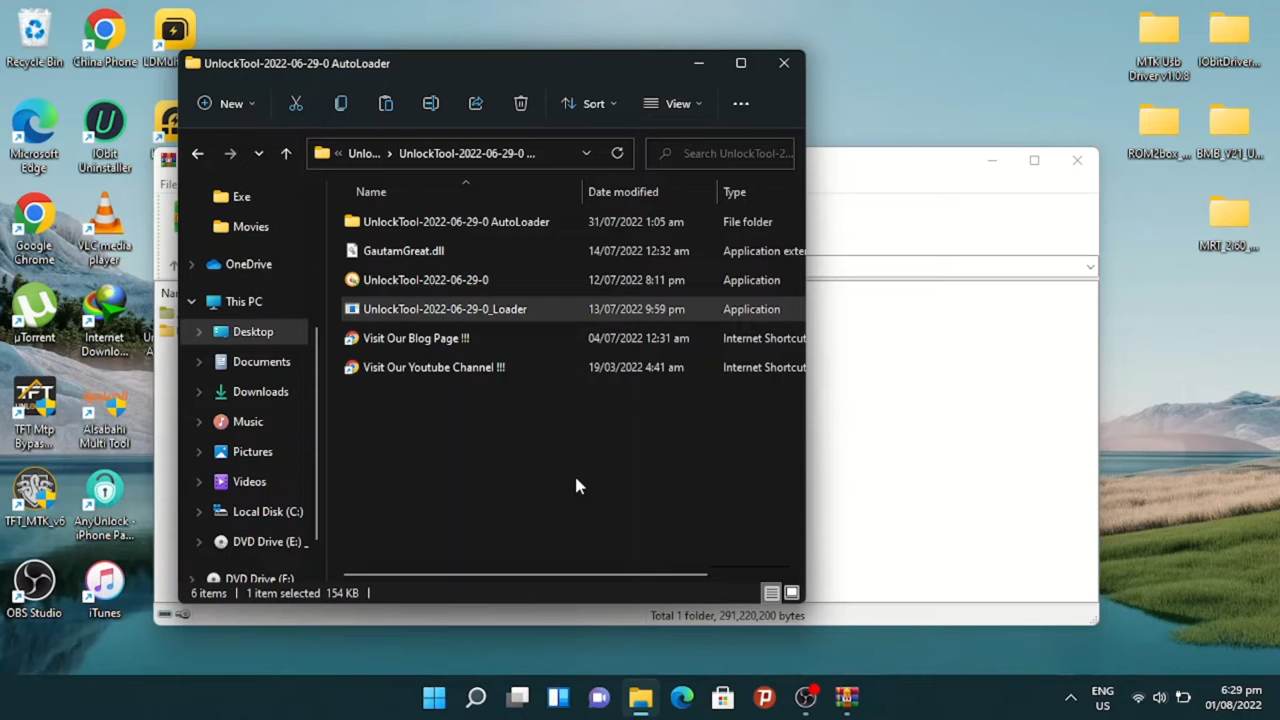 Recycle Bin
China Phone
LDMul
Microsoft Edge
IObit Uninstaller
Google Chrome
VLC media player
µTorrent
Internet Downlo...
TFT Mtp Bypas...
Alsabahi Multi Tool
TFT_MTK_v6
AnyUnlock - iPhone Pa...
OBS Studio
iTunes
UnlockTool-2022-06-29-0 AutoLoader
New
Sort
View
Unlo... › UnlockTool-2022-06-29-0 ...
Search UnlockTool-2...
Name Date modified Type
UnlockTool-2022-06-29-0 AutoLoader 31/07/2022 1:05 am File folder
GautamGreat.dll 14/07/2022 12:32 am Application exte
UnlockTool-2022-06-29-0 12/07/2022 8:11 pm Application
UnlockTool-2022-06-29-0_Loader 13/07/2022 9:59 pm Application
Visit Our Blog Page !!! 04/07/2022 12:31 am Internet Shortcut
Visit Our Youtube Channel !!! 19/03/2022 4:41 am Internet Shortcut
Exe
Movies
OneDrive
This PC
Desktop
Documents
Downloads
Music
Pictures
Videos
Local Disk (C:)
DVD Drive (E:) _
DVD Drive (F:)
6 items 1 item selected 154 KB
File
Total 1 folder, 291,220,200 bytes
MTK Usb Driver v1.0.8
IObitDriver...
ROM2box_...
BMB_V21_U...
MRT_2|60_...
ENG
US
6:29 pm
01/08/2022